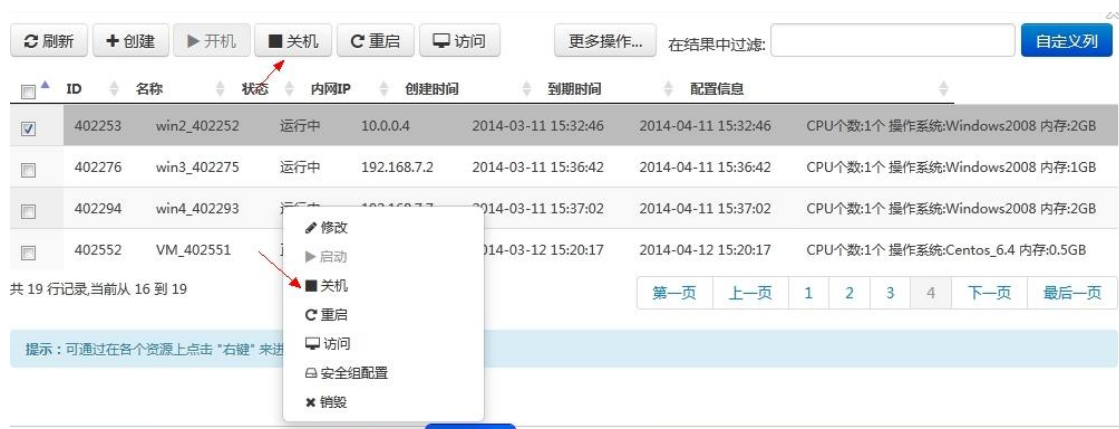 刷新 创建 开机 关机 重启 访问 更多操作... 在结果中过滤: 自定义列
ID 名称 状态 内网IP 创建时间 到期时间 配置信息
402253 win2_402252 运行中 10.0.0.4 2014-03-11 15:32:46 2014-04-11 15:32:46 CPU个数:1个 操作系统:Windows2008 内存:2GB
402276 win3_402275 运行中 192.168.7.2 2014-03-11 15:36:42 2014-04-11 15:36:42 CPU个数:1个 操作系统:Windows2008 内存:1GB
402294 win4_402293 2014-03-11 15:37:02 2014-04-11 15:37:02 CPU个数:1个 操作系统:Windows2008 内存:2GB
修改
402552 VM_402551 2014-03-12 15:20:17 2014-04-12 15:20:17 CPU个数:1个 操作系统:Centos_6.4 内存:0.5GB
启动
关机
共 19 行记录,当前从 16 到 19 第一页 上一页 1 2 3 4 下一页 最后一页
重启
访问
提示:可通过在各个资源上点击 "右键" 来进
安全组配置
销毁